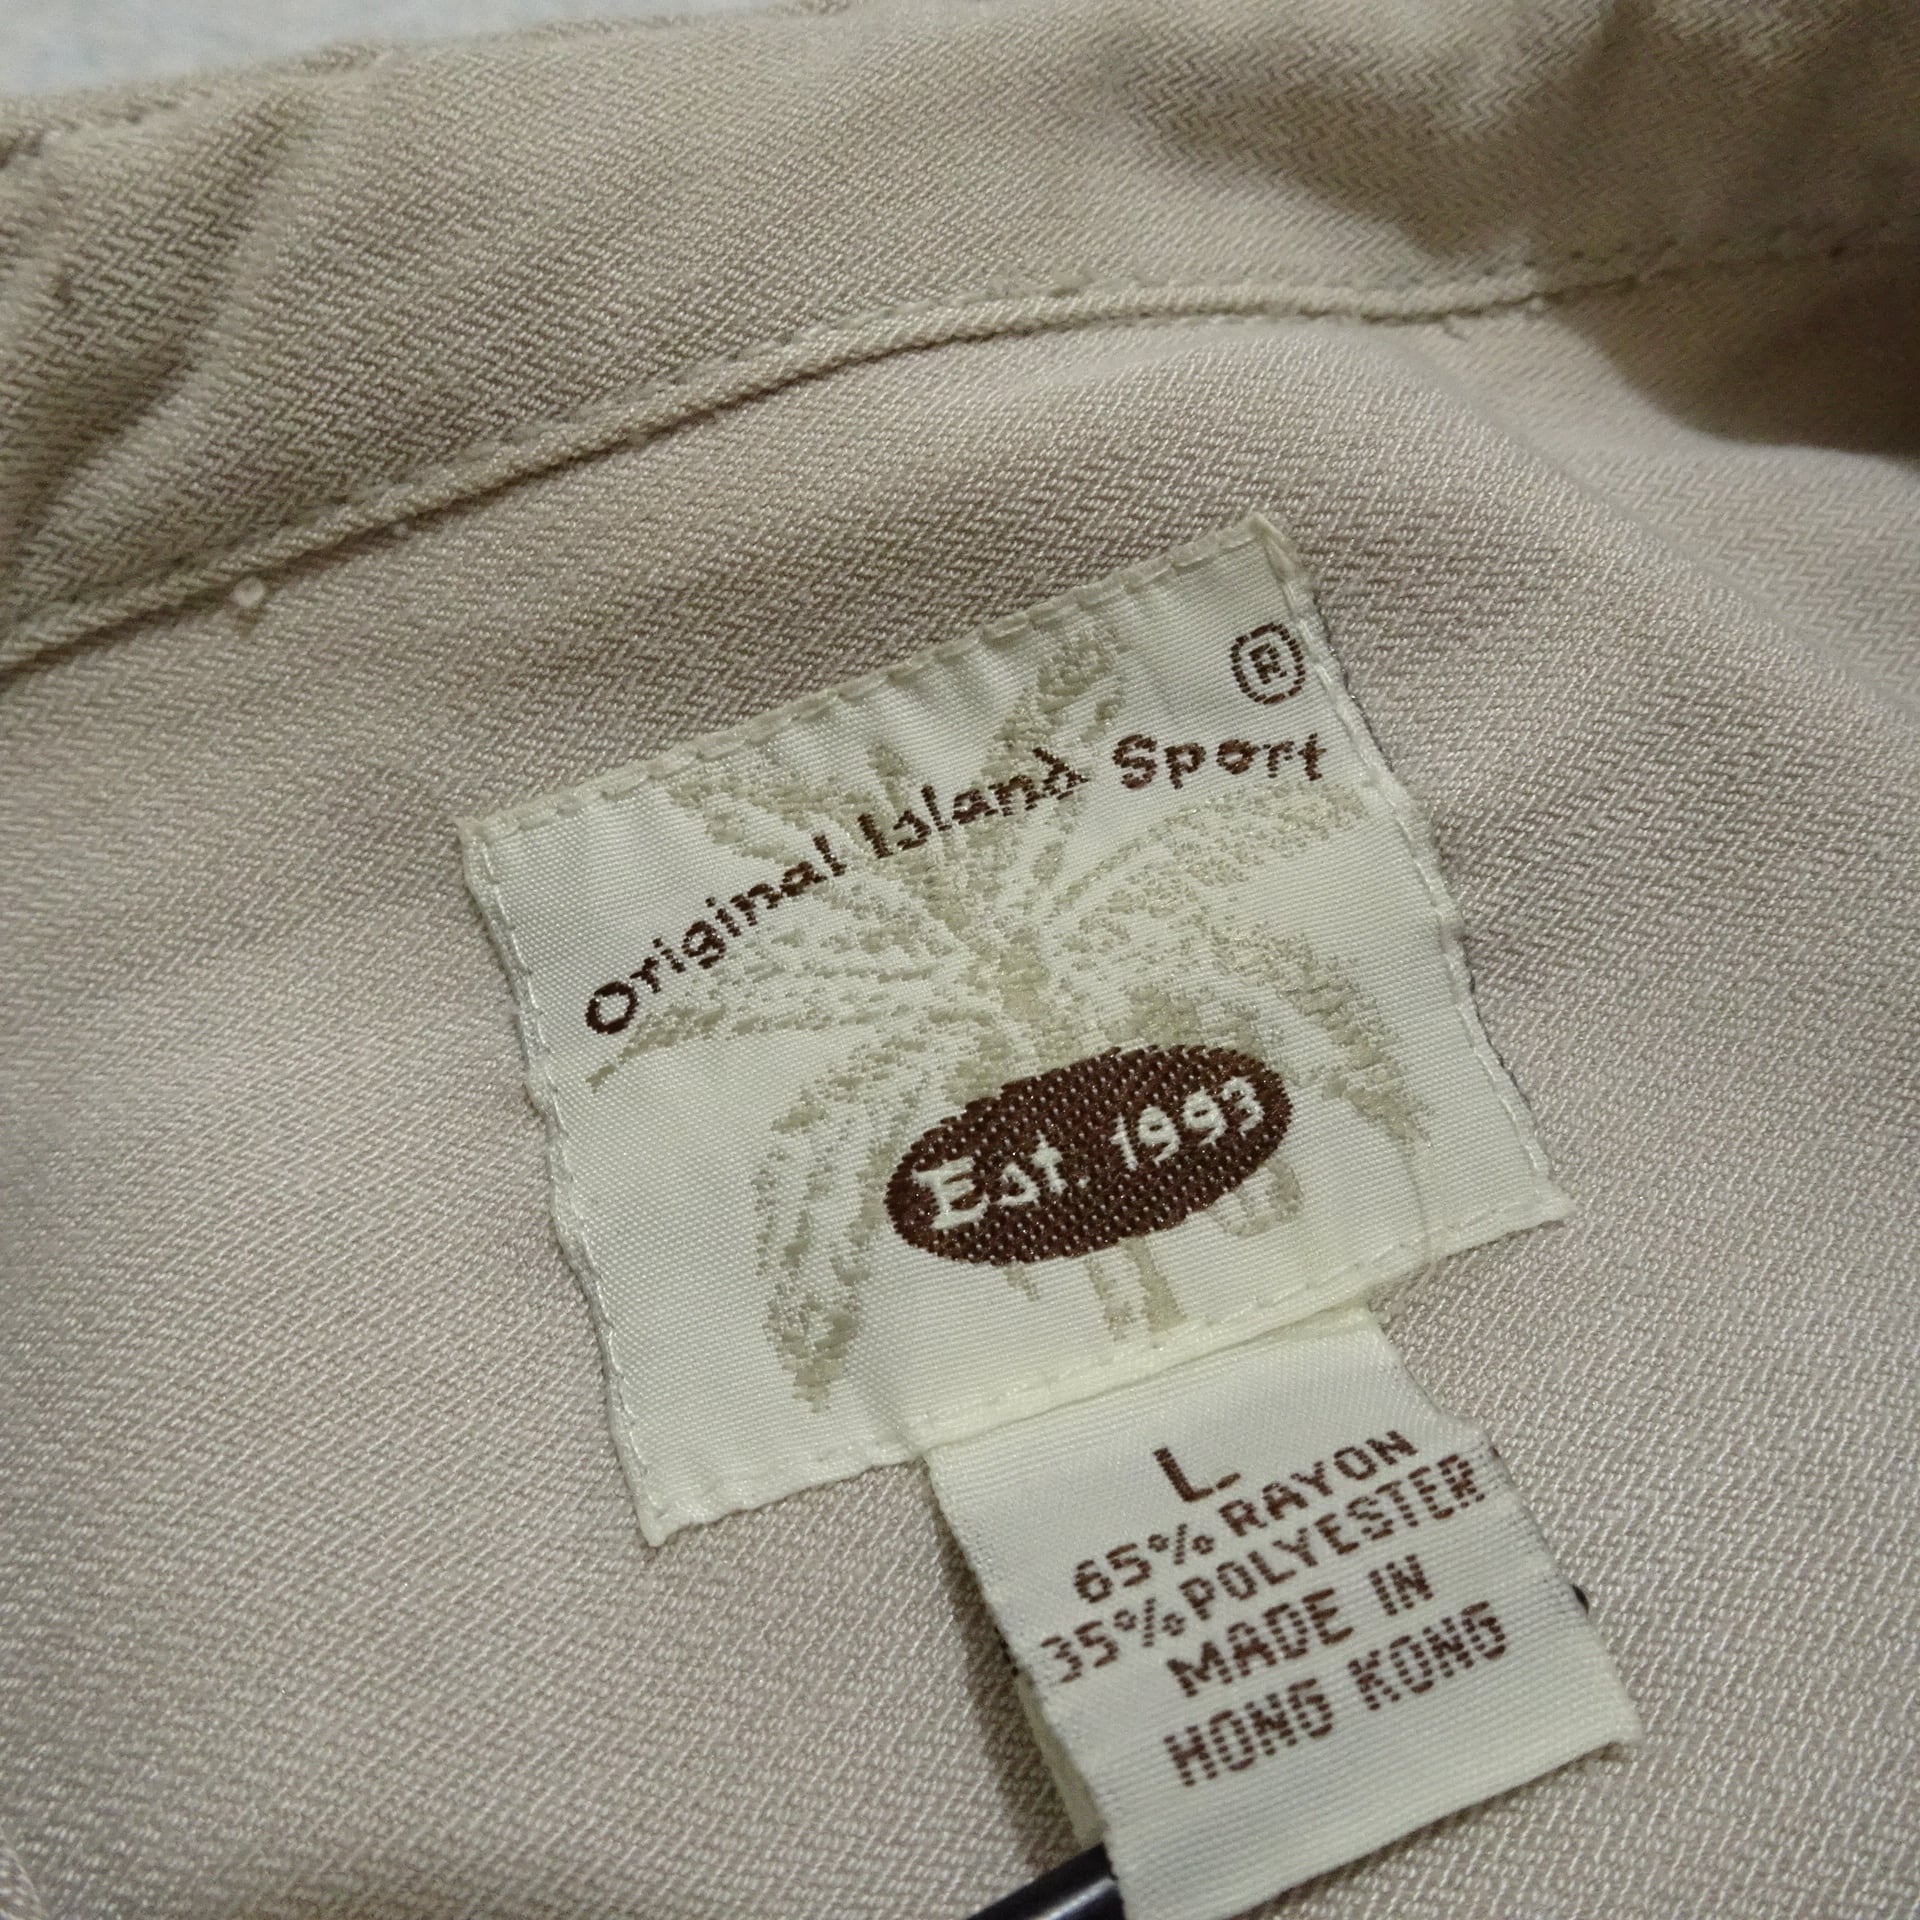 ®
Original Island Sport
Est. 1993
L
65% RAYON
35% POLYESTER
MADE IN
HONG KONG